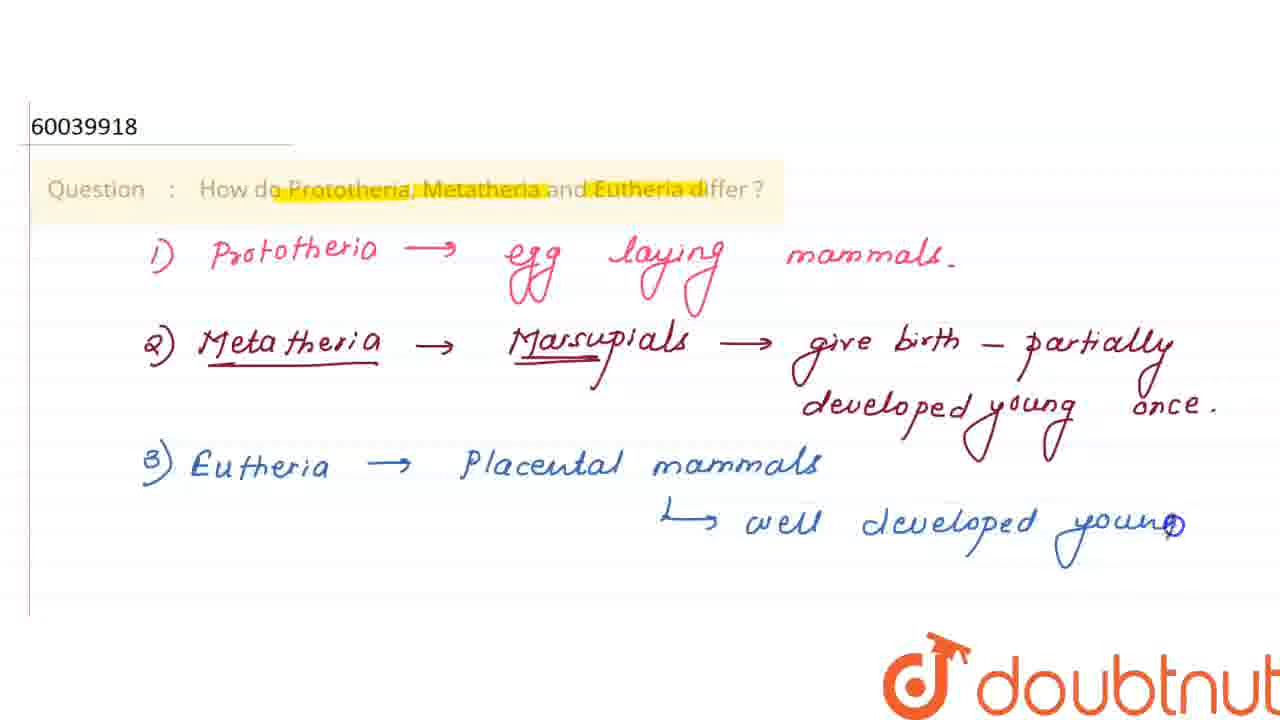 60039918
Question : How do Prototheria, Metatheria and Eutheria differ ?
1) Prototheria → egg laying mammals.
2) Metatheria → Marsupials → give birth – partially
developed young once.
3) Eutheria → Placental mammals
↳ well developed young
doubtnut